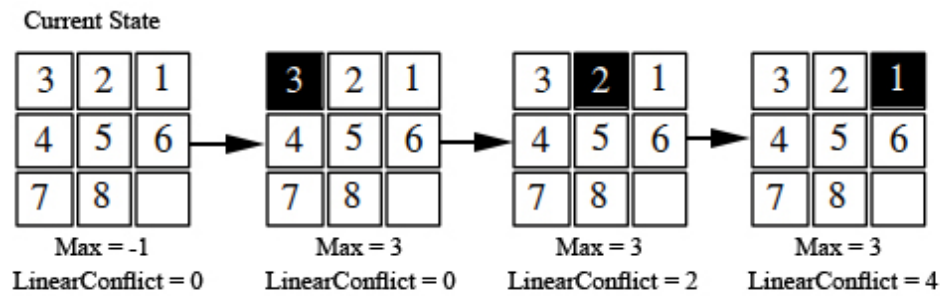 Current State
3 2 1 3 2 1 3 2 1 3 2 1
4 5 6 4 5 6 4 5 6 4 5 6
7 8 7 8 7 8 7 8
Max = -1 Max = 3 Max = 3 Max = 3
LinearConflict = 0 LinearConflict = 0 LinearConflict = 2 LinearConflict = 4